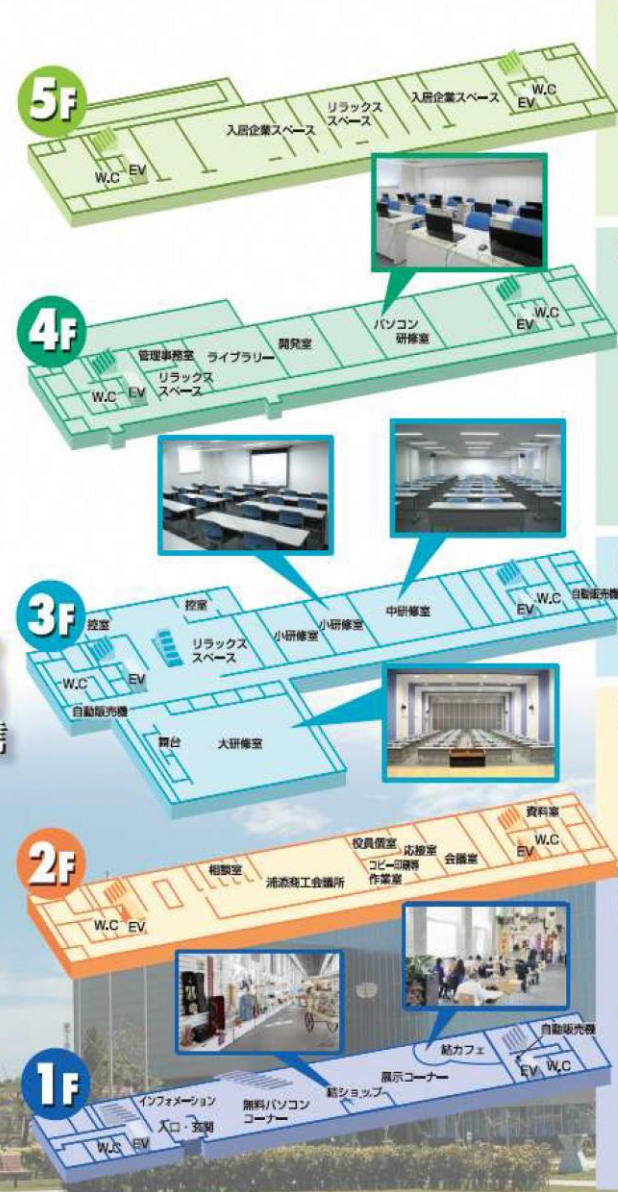 5F
入居企業スペース
リラックス
スペース
入居企業スペース
W.C
EV
W.C
EV
4F
管理事務室
リラックス
スペース
ライブラリー
開発室
パソコン
研修室
W.C
EV
W.C
EV
3F
控室
控室
リラックス
スペース
小研修室
小研修室
中研修室
W.C
EV
自動販売機
W.C
EV
自動販売機
舞台
大研修室
2F
相談室
浦添商工会議所
役員個室
応接室
コピー印刷等
作業室
会議室
資料室
W.C
EV
W.C
EV
1F
インフォメーション
入口・玄関
無料パソコン
コーナー
結ショップ
展示コーナー
結カフェ
自動販売機
EV
W.C
W.C
EV